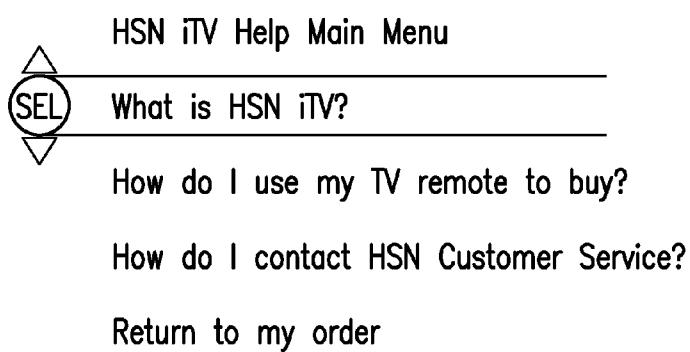 HSN iTV Help Main Menu
SEL What is HSN iTV?
How do I use my TV remote to buy?
How do I contact HSN Customer Service?
Return to my order